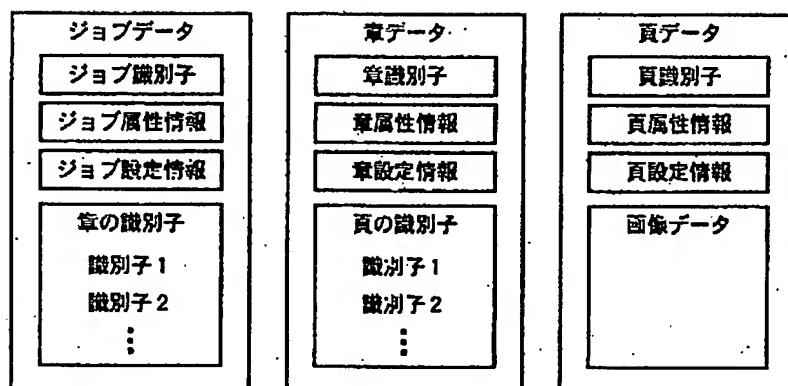 ジョブデータ
ジョブ識別子
ジョブ属性情報
ジョブ設定情報
章の識別子
識別子1
識別子2
章データ
章識別子
章属性情報
章設定情報
頁の識別子
識別子1
識別子2
頁データ
頁識別子
頁属性情報
頁設定情報
画像データ